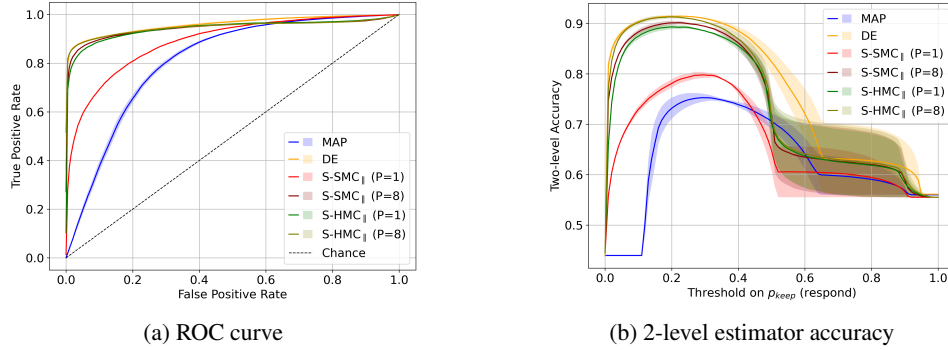 1.0
0.8
0.6
0.4
0.2
0.0
True Positive Rate
MAP
DE
S-SMC∥ (P=1)
S-SMC∥ (P=8)
S-HMC∥ (P=1)
S-HMC∥ (P=8)
Chance
0.0 0.2 0.4 0.6 0.8 1.0
False Positive Rate
(a) ROC curve
0.9
0.8
0.7
0.6
0.5
Two-level Accuracy
MAP
DE
S-SMC∥ (P=1)
S-SMC∥ (P=8)
S-HMC∥ (P=1)
S-HMC∥ (P=8)
0.0 0.2 0.4 0.6 0.8 1.0
Threshold on p_keep (respond)
(b) 2-level estimator accuracy